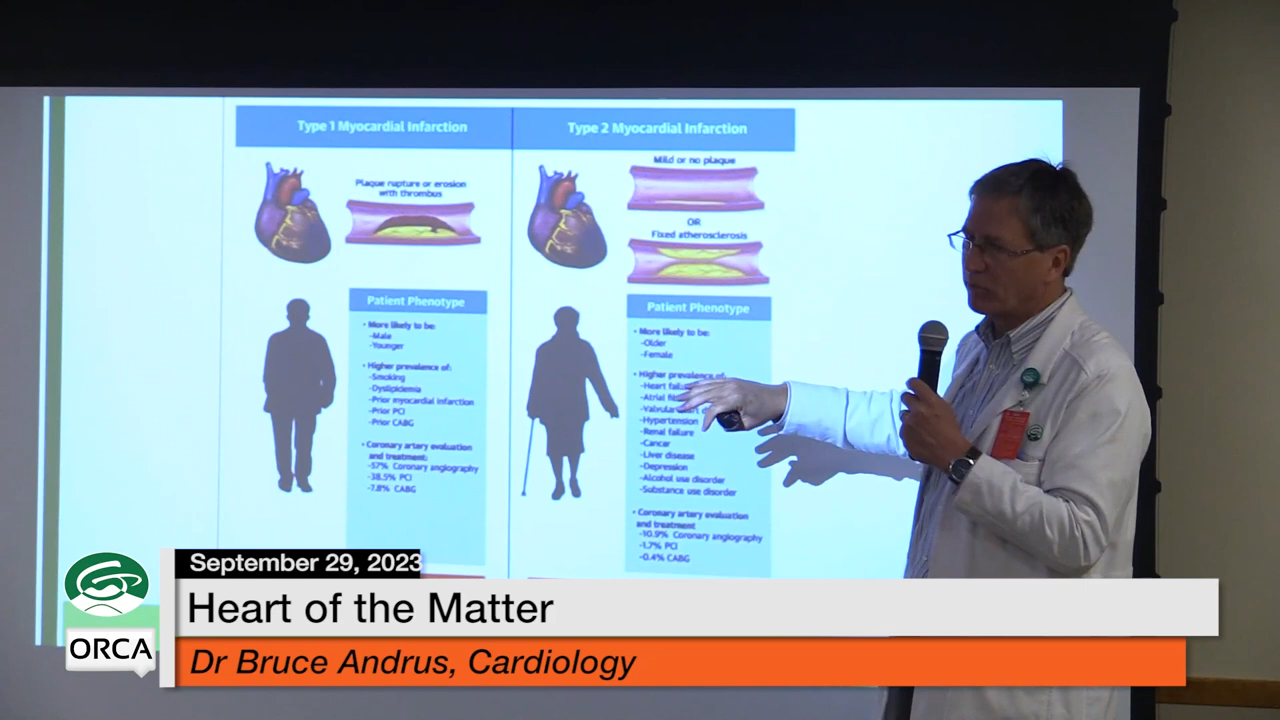 Type 1 Myocardial Infarction
Plaque rupture or erosion
with thrombus
Patient Phenotype
• More likely to be:
-Male
-Younger
• Higher prevalence of:
-Smoking
-Dyslipidemia
-Prior myocardial infarction
-Prior PCI
-Prior CABG
• Coronary artery evaluation
and treatment:
-57% Coronary angiography
-38.5% PCI
-7.8% CABG
Type 2 Myocardial Infarction
Mild or no plaque
OR
Fixed atherosclerosis
Patient Phenotype
• More likely to be:
-Older
-Female
• Higher prevalence of:
-Heart
-Atrial
-Valvular
-Hypertension
-Renal failure
-Cancer
-Liver disease
-Depression
-Alcohol use disorder
-Substance use disorder
• Coronary artery evaluation
and treatment
-10.9% Coronary angiography
-1.7% PCI
-0.4% CABG
September 29, 2023
Heart of the Matter
Dr Bruce Andrus, Cardiology
ORCA